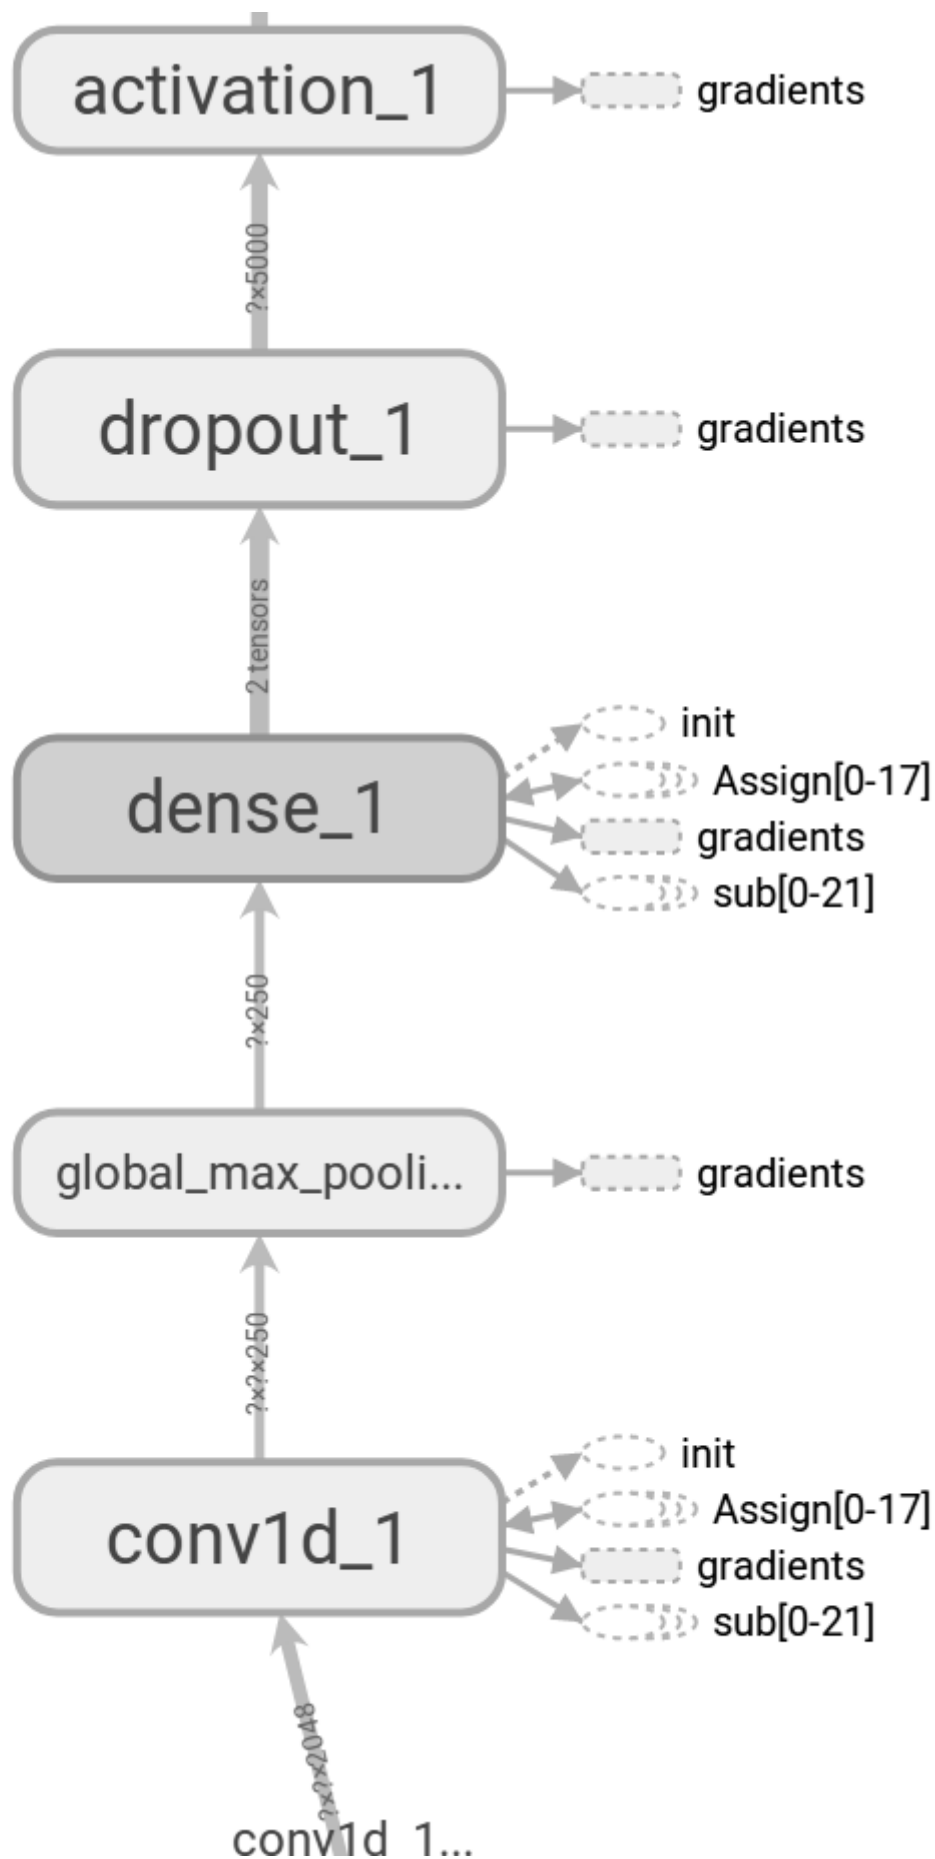 activation_1
gradients
?×5000
dropout_1
gradients
2 tensors
init
dense_1
Assign[0-17]
gradients
sub[0-21]
?×250
global_max_pooli...
gradients
?×?×250
init
conv1d_1
Assign[0-17]
gradients
sub[0-21]
?×?×2048
conv1d_1...